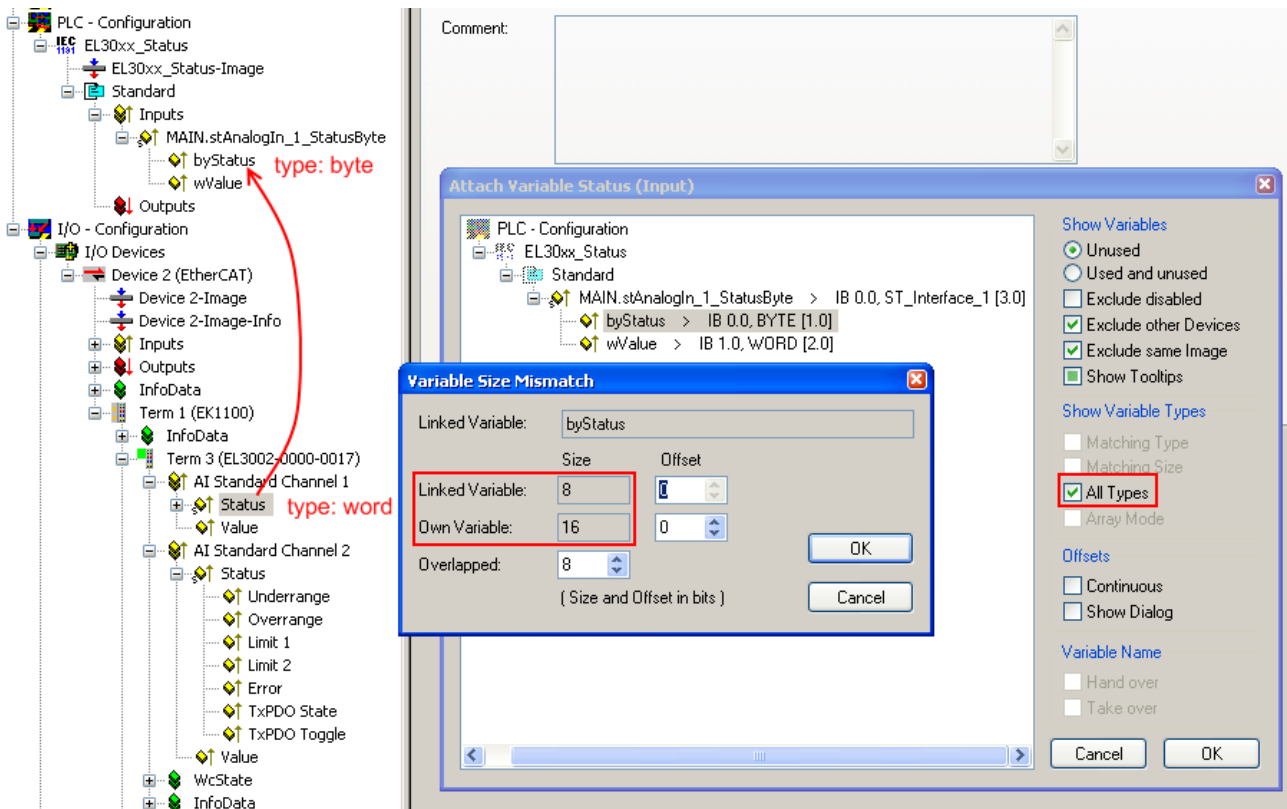 PLC - Configuration
IEC
1131
EL30xx_Status
EL30xx_Status-Image
Standard
Inputs
MAIN.stAnalogIn_1_StatusByte
byStatus
type: byte
wValue
Outputs
I/O - Configuration
I/O Devices
Device 2 (EtherCAT)
Device 2-Image
Device 2-Image-Info
Inputs
Outputs
InfoData
Term 1 (EK1100)
InfoData
Term 3 (EL3002-0000-0017)
AI Standard Channel 1
Status
type: word
Value
AI Standard Channel 2
Status
Underrange
Overrange
Limit 1
Limit 2
Error
TxPDO State
TxPDO Toggle
Value
WcState
InfoData
Comment:
Attach Variable Status (Input)
PLC - Configuration
EL30xx_Status
Standard
MAIN.stAnalogIn_1_StatusByte > IB 0.0, ST_Interface_1 [3.0]
byStatus > IB 0.0, BYTE [1.0]
wValue > IB 1.0, WORD [2.0]
Show Variables
Unused
Used and unused
Exclude disabled
Exclude other Devices
Exclude same Image
Show Tooltips
Show Variable Types
Matching Type
Matching Size
All Types
Array Mode
Offsets
Continuous
Show Dialog
Variable Name
Hand over
Take over
Cancel
OK
Variable Size Mismatch
Linked Variable: byStatus
Size Offset
Linked Variable: 8 0
Own Variable: 16 0
Overlapped: 8
( Size and Offset in bits )
OK
Cancel